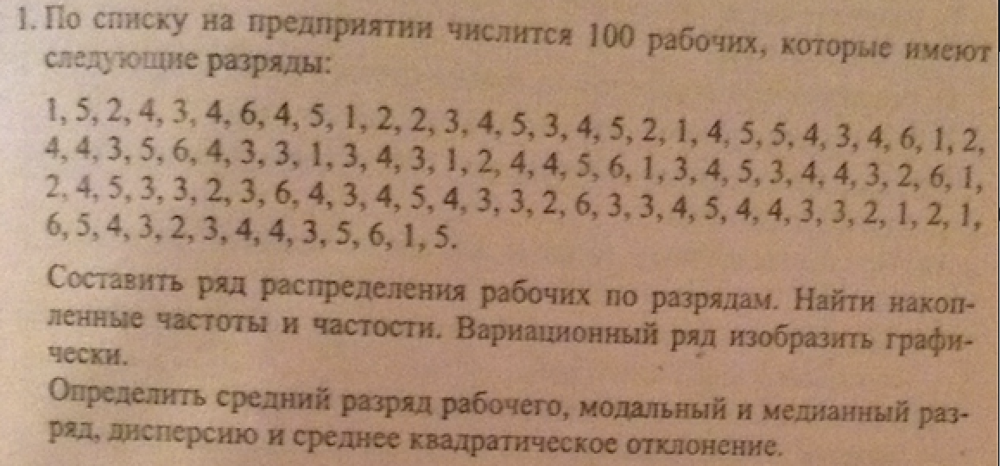 1. По списку на предприятии числится 100 рабочих, которые имеют
следующие разряды:
1, 5, 2, 4, 3, 4, 6, 4, 5, 1, 2, 2, 3, 4, 5, 3, 4, 5, 2, 1, 4, 5, 5, 4, 3, 4, 6, 1, 2,
4, 4, 3, 5, 6, 4, 3, 3, 1, 3, 4, 3, 1, 2, 4, 4, 5, 6, 1, 3, 4, 5, 3, 4, 4, 3, 2, 6, 1,
2, 4, 5, 3, 3, 2, 3, 6, 4, 3, 4, 5, 4, 3, 3, 2, 6, 3, 3, 4, 5, 4, 4, 3, 3, 2, 1, 2, 1,
6, 5, 4, 3, 2, 3, 4, 4, 3, 5, 6, 1, 5.
Составить ряд распределения рабочих по разрядам. Найти накоп-
ленные частоты и частости. Вариационный ряд изобразить графи-
чески.
Определить средний разряд рабочего, модальный и медианный раз-
ряд, дисперсию и среднее квадратическое отклонение.